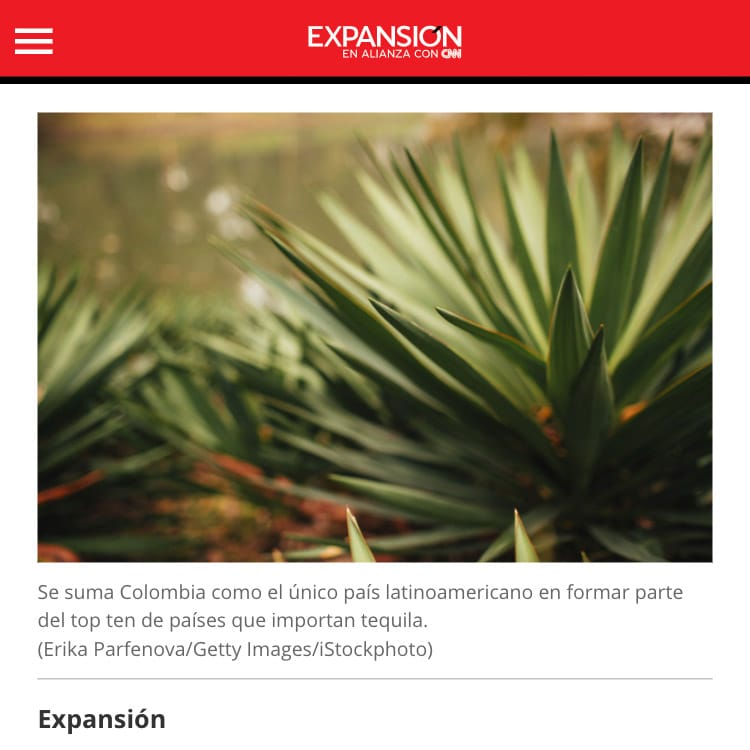 EXPANSIÓN
EN ALIANZA CON CNN
Se suma Colombia como el único país latinoamericano en formar parte
del top ten de países que importan tequila.
(Erika Parfenova/Getty Images/iStockphoto)
Expansión